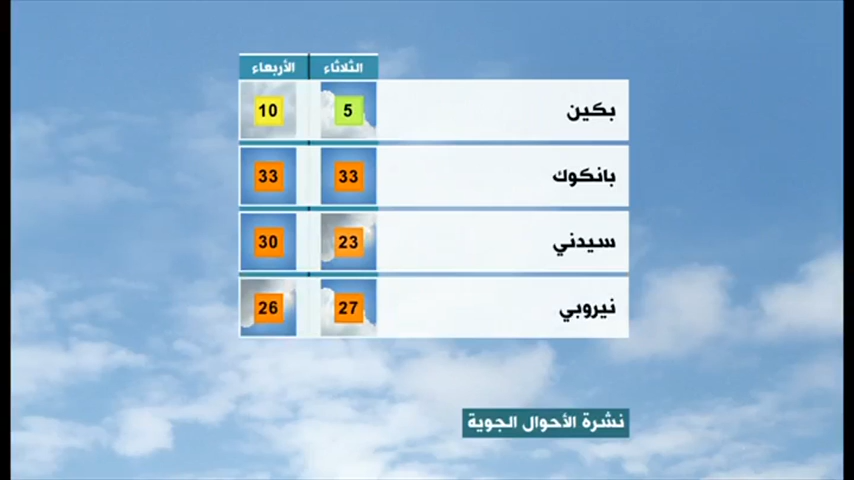 الثلاثاء الأربعاء
بكين 5 10
بانكوك 33 33
سيدني 23 30
نيروبي 27 26
نشرة الأحوال الجوية